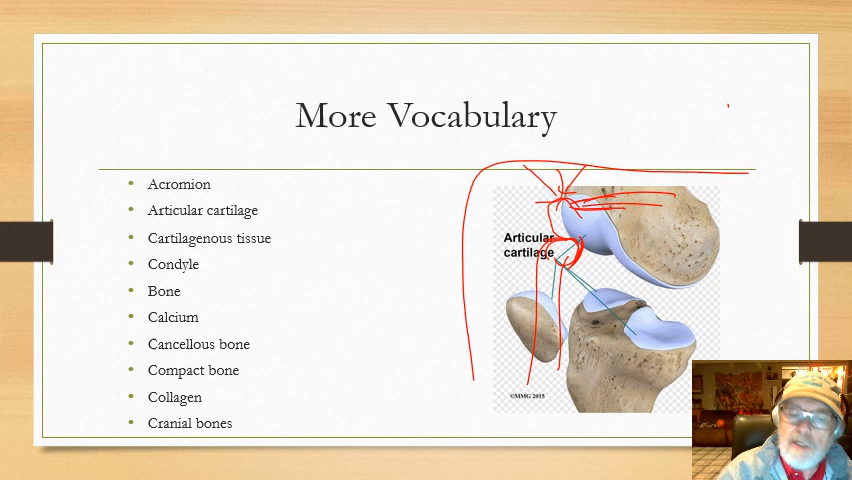 More Vocabulary
Acromion
Articular cartilage
Cartilagenous tissue
Condyle
Bone
Calcium
Cancellous bone
Compact bone
Collagen
Cranial bones
Articular
cartilage
©MMG 2015